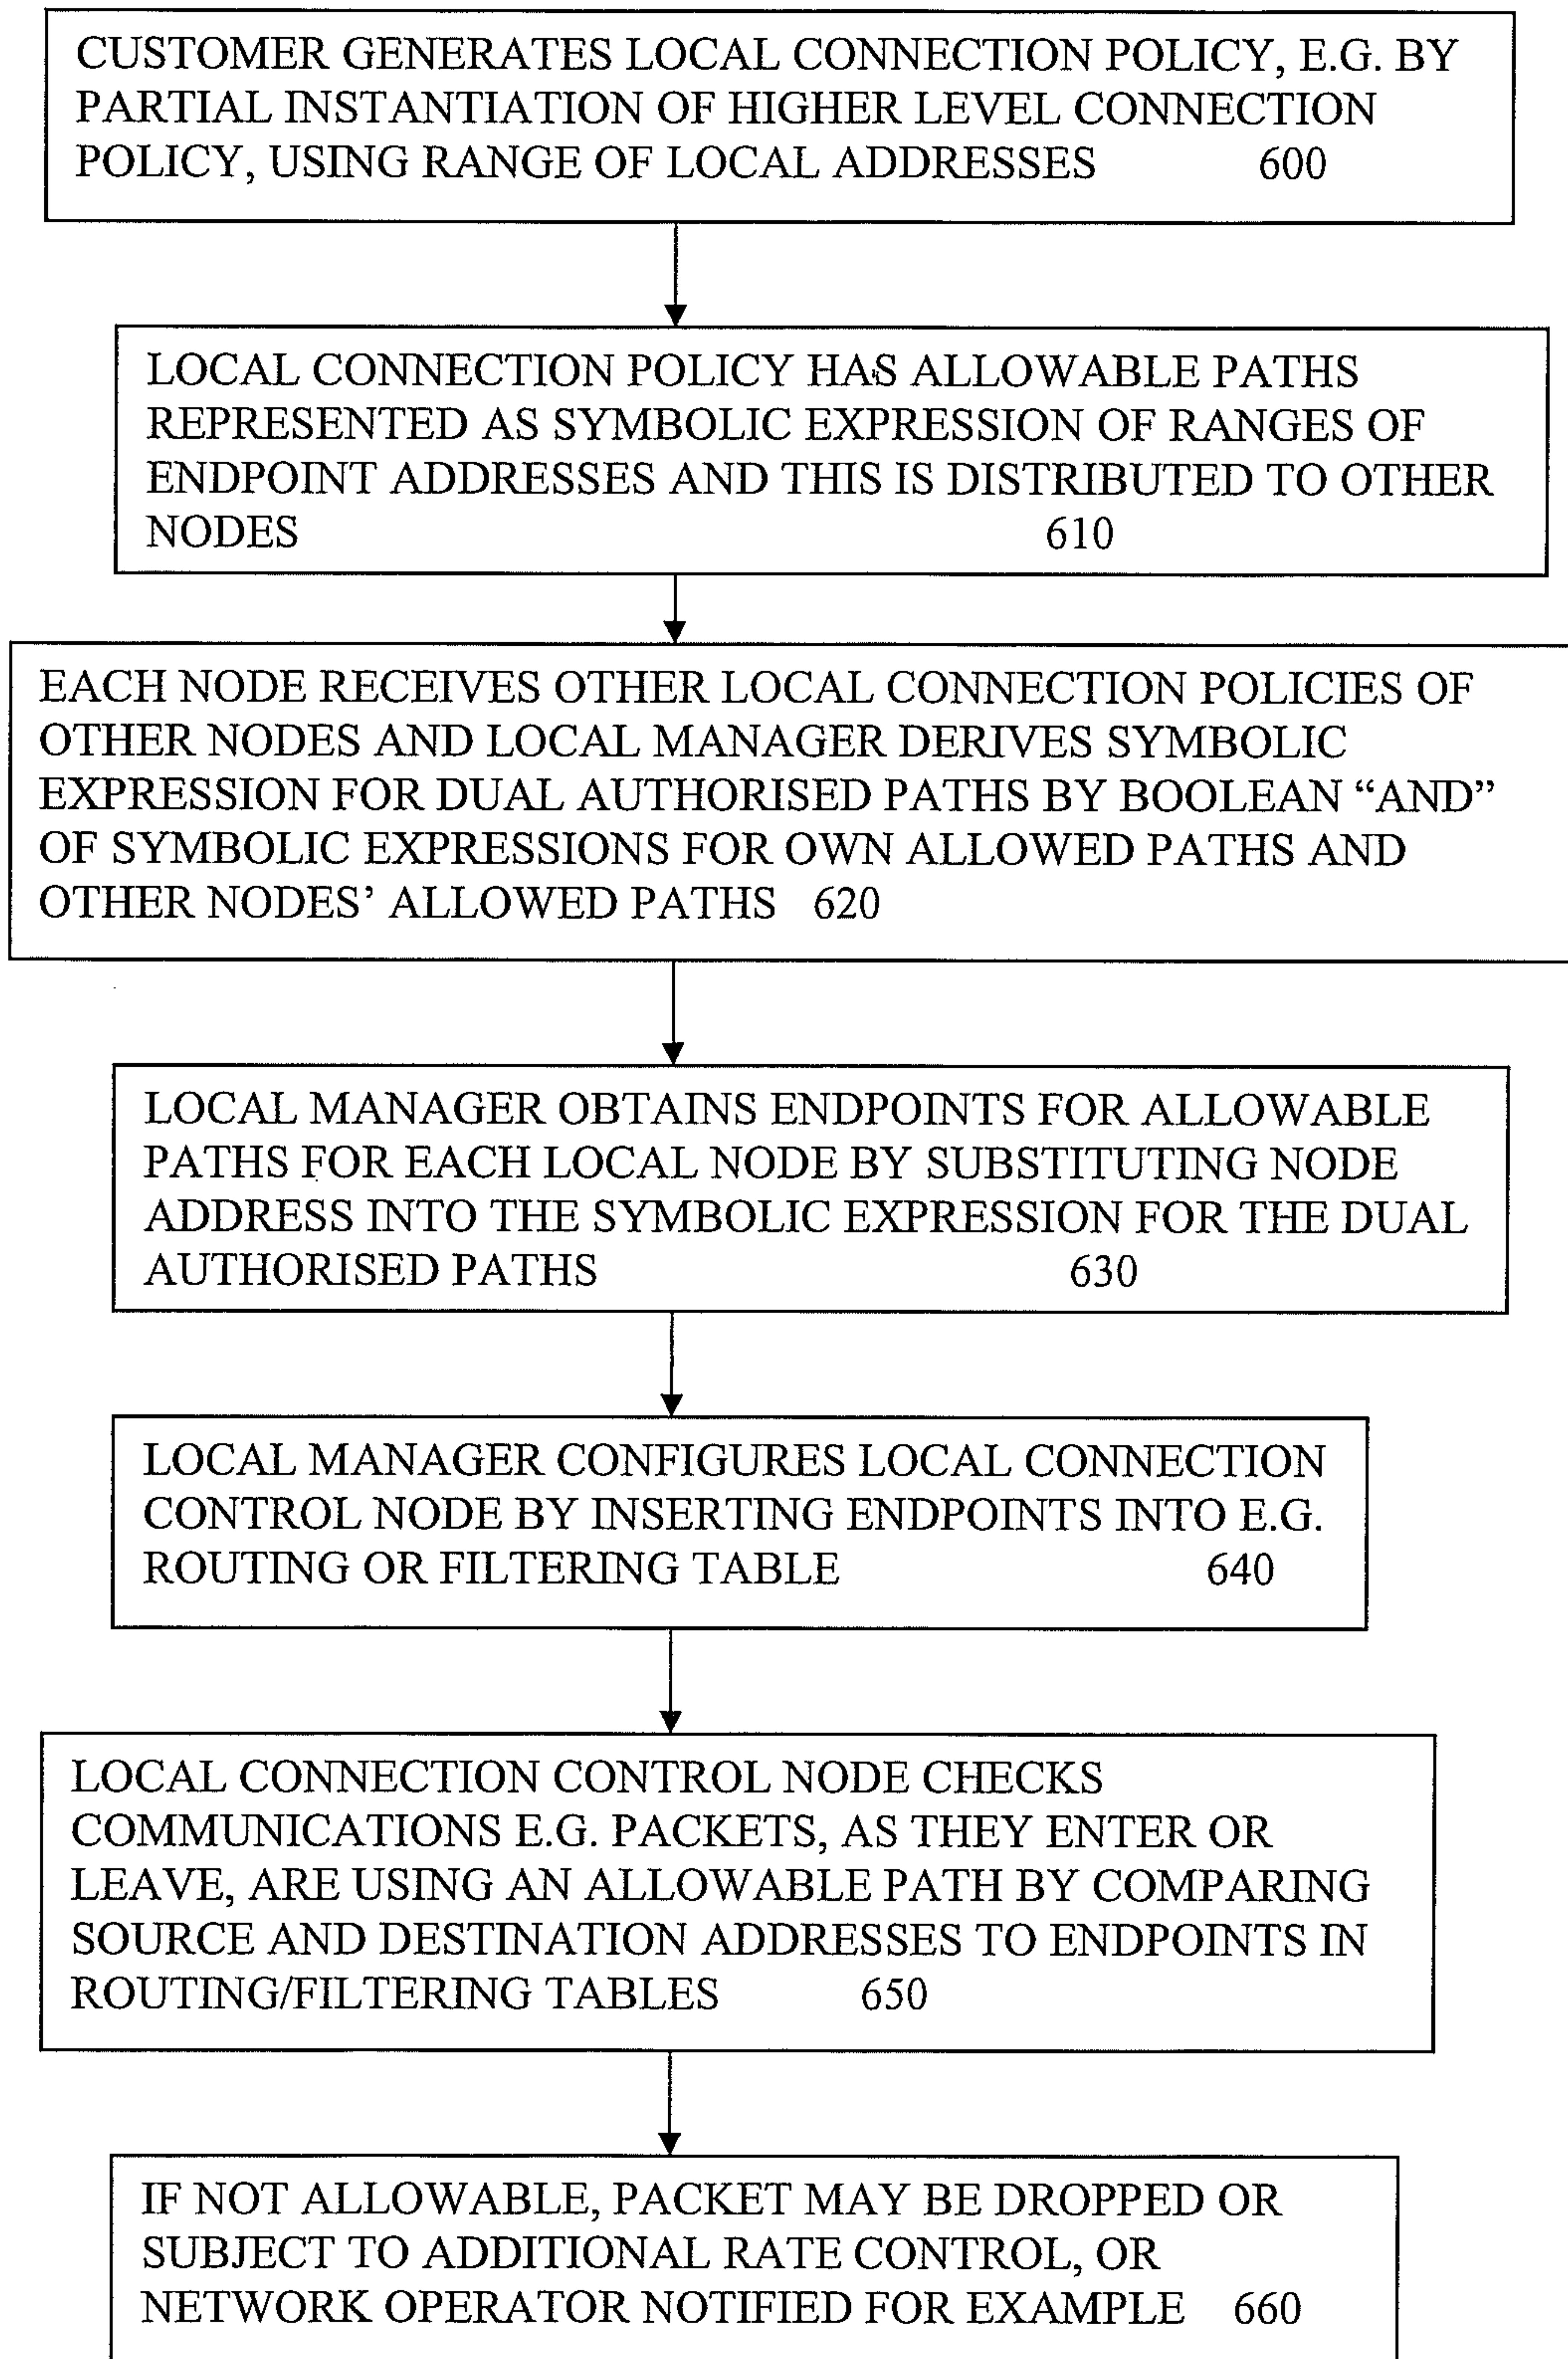 CUSTOMER GENERATES LOCAL CONNECTION POLICY, E.G. BY
PARTIAL INSTANTIATION OF HIGHER LEVEL CONNECTION
POLICY, USING RANGE OF LOCAL ADDRESSES 600
LOCAL CONNECTION POLICY HAS ALLOWABLE PATHS
REPRESENTED AS SYMBOLIC EXPRESSION OF RANGES OF
ENDPOINT ADDRESSES AND THIS IS DISTRIBUTED TO OTHER
NODES 610
EACH NODE RECEIVES OTHER LOCAL CONNECTION POLICIES OF
OTHER NODES AND LOCAL MANAGER DERIVES SYMBOLIC
EXPRESSION FOR DUAL AUTHORISED PATHS BY BOOLEAN “AND”
OF SYMBOLIC EXPRESSIONS FOR OWN ALLOWED PATHS AND
OTHER NODES’ ALLOWED PATHS 620
LOCAL MANAGER OBTAINS ENDPOINTS FOR ALLOWABLE
PATHS FOR EACH LOCAL NODE BY SUBSTITUTING NODE
ADDRESS INTO THE SYMBOLIC EXPRESSION FOR THE DUAL
AUTHORISED PATHS 630
LOCAL MANAGER CONFIGURES LOCAL CONNECTION
CONTROL NODE BY INSERTING ENDPOINTS INTO E.G.
ROUTING OR FILTERING TABLE 640
LOCAL CONNECTION CONTROL NODE CHECKS
COMMUNICATIONS E.G. PACKETS, AS THEY ENTER OR
LEAVE, ARE USING AN ALLOWABLE PATH BY COMPARING
SOURCE AND DESTINATION ADDRESSES TO ENDPOINTS IN
ROUTING/FILTERING TABLES 650
IF NOT ALLOWABLE, PACKET MAY BE DROPPED OR
SUBJECT TO ADDITIONAL RATE CONTROL, OR
NETWORK OPERATOR NOTIFIED FOR EXAMPLE 660